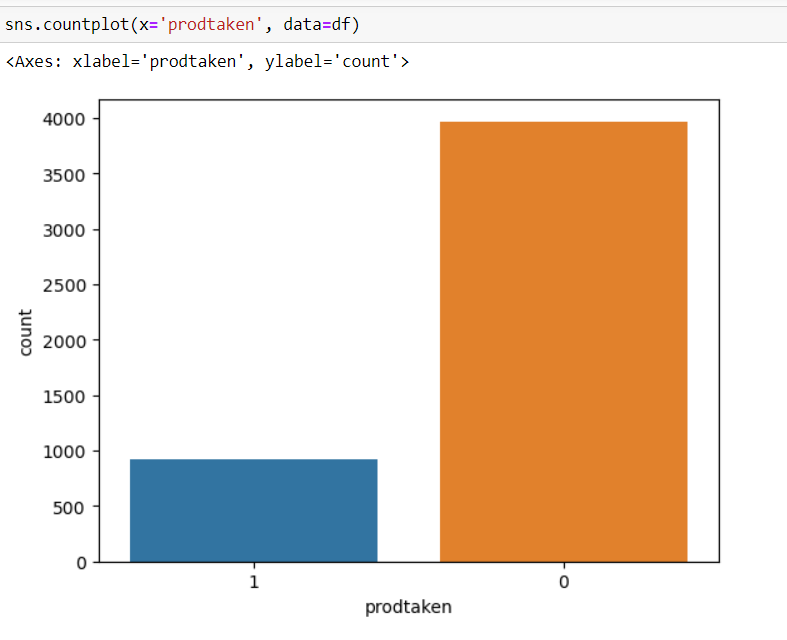 sns.countplot(x='prodtaken', data=df)
<Axes: xlabel='prodtaken', ylabel='count'>
4000
3500
3000
2500
2000
1500
1000
500
0
count
1 0
prodtaken